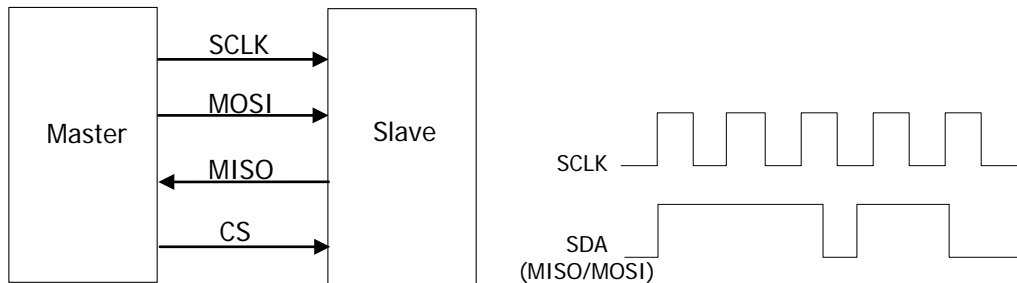 SCLK
MOSI
Master
Slave
MISO
CS
SCLK
SDA
(MISO/MOSI)